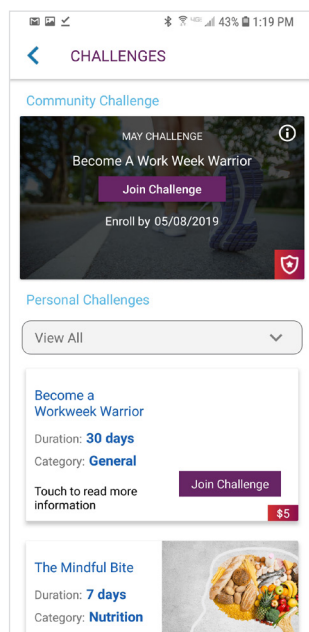 43% 1:19 PM
CHALLENGES
Community Challenge
MAY CHALLENGE
Become A Work Week Warrior
Join Challenge
Enroll by 05/08/2019
Personal Challenges
View All
Become a
Workweek Warrior
Duration: 30 days
Category: General
Touch to read more
information
Join Challenge
$5
The Mindful Bite
Duration: 7 days
Category: Nutrition